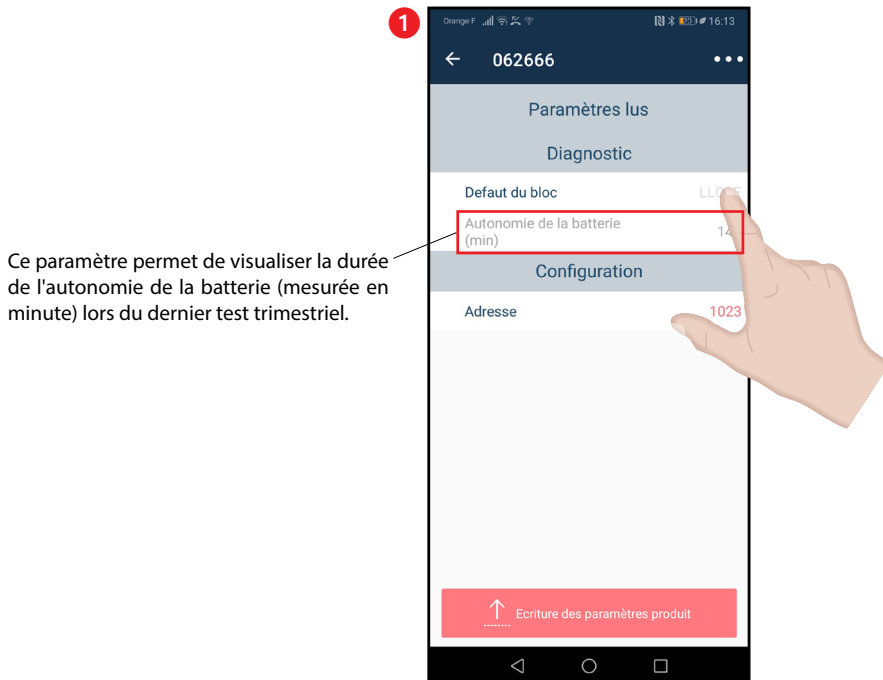 1
Orange F 20 16:13
062666
Paramètres lus
Diagnostic
Defaut du bloc
Autonomie de la batterie
(min)
Configuration
Adresse 1023
Ce paramètre permet de visualiser la durée
de l'autonomie de la batterie (mesurée en
minute) lors du dernier test trimestriel.
Ecriture des paramètres produit